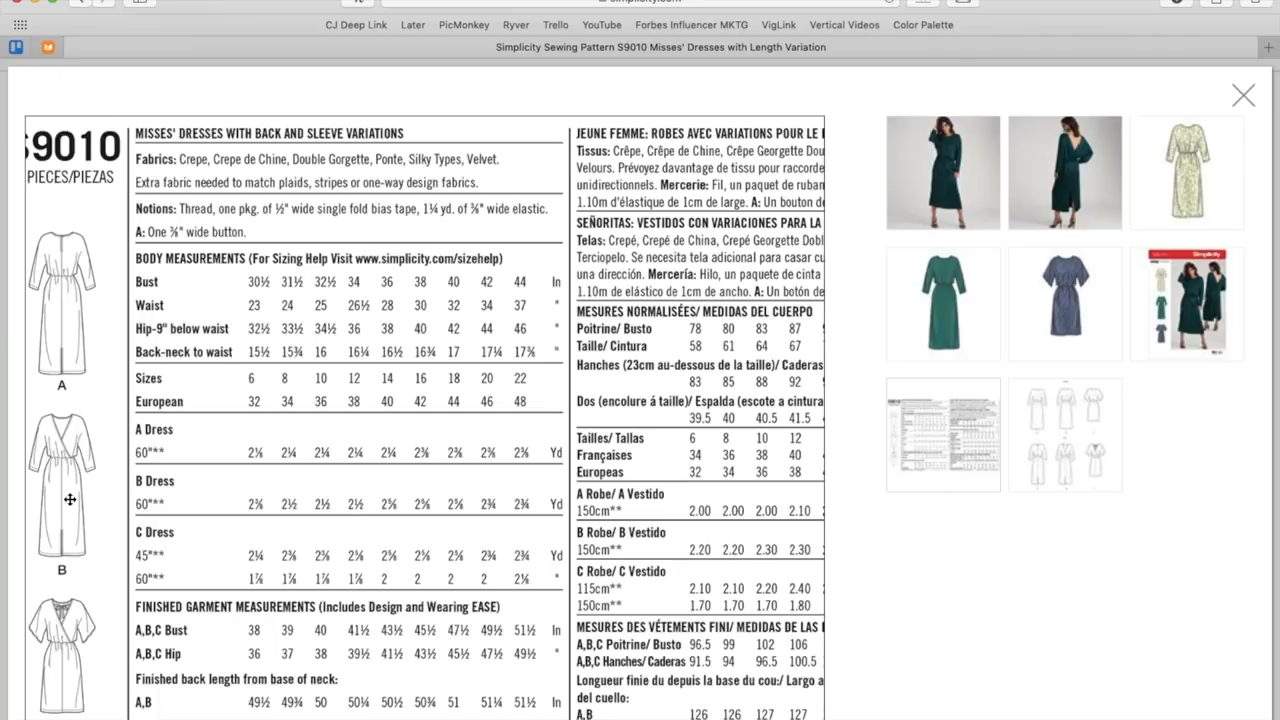 simplicity.com
CJ Deep Link Later PicMonkey Ryver Trello YouTube Forbes Influencer MKTG VigLink Vertical Videos Color Palette
Simplicity Sewing Pattern S9010 Misses' Dresses with Length Variation
S9010
PIECES/PIEZAS
A
B
MISSES' DRESSES WITH BACK AND SLEEVE VARIATIONS
Fabrics: Crepe, Crepe de Chine, Double Gorgette, Ponte, Silky Types, Velvet.
Extra fabric needed to match plaids, stripes or one-way design fabrics.
Notions: Thread, one pkg. of ½" wide single fold bias tape, 1¼ yd. of ⅜" wide elastic.
A: One ⅝" wide button.
BODY MEASUREMENTS (For Sizing Help Visit www.simplicity.com/sizehelp)
Bust 30½ 31½ 32½ 34 36 38 40 42 44 In
Waist 23 24 25 26½ 28 30 32 34 37 "
Hip-9" below waist 32½ 33½ 34½ 36 38 40 42 44 46 "
Back-neck to waist 15½ 15¾ 16 16¼ 16½ 16¾ 17 17¼ 17⅜ "
Sizes 6 8 10 12 14 16 18 20 22
European 32 34 36 38 40 42 44 46 48
A Dress
60"** 2⅛ 2¼ 2¼ 2¼ 2¼ 2⅜ 2⅜ 2⅜ 2⅜ Yd
B Dress
60"** 2⅜ 2½ 2½ 2½ 2⅝ 2⅝ 2⅝ 2¾ 2¾ Yd
C Dress
45"** 2¼ 2⅜ 2⅜ 2⅝ 2⅝ 2⅝ 2⅝ 2¾ 2¾ Yd
60"** 1⅞ 1⅞ 1⅞ 1⅞ 2 2 2 2 2⅛ "
FINISHED GARMENT MEASUREMENTS (Includes Design and Wearing EASE)
A,B,C Bust 38 39 40 41½ 43½ 45½ 47½ 49½ 51½ In
A,B,C Hip 36 37 38 39½ 41½ 43½ 45½ 47½ 49½ "
Finished back length from base of neck:
A,B 49½ 49¾ 50 50¼ 50½ 50¾ 51 51¼ 51½ In
JEUNE FEMME: ROBES AVEC VARIATIONS POUR LE
Tissus: Crêpe, Crêpe de Chine, Crêpe Georgette Dou
Velours. Prévoyez davantage de tissu pour raccorde
unidirectionnels. Mercerie: Fil, un paquet de ruban
1.10m d'élastique de 1cm de large. A: Un bouton de
SEÑORITAS: VESTIDOS CON VARIACIONES PARA LA
Telas: Crepé, Crepé de China, Crepé Georgette Dobl
Terciopelo. Se necesita tela adicional para casar cu
una dirección. Mercería: Hilo, un paquete de cinta
1.10m de elástico de 1cm de ancho. A: Un botón de
MESURES NORMALISÉES/ MEDIDAS DEL CUERPO
Poitrine/ Busto 78 80 83 87
Taille/ Cintura 58 61 64 67
Hanches (23cm au-dessous de la taille)/ Caderas
83 85 88 92
Dos (encolure á taille)/ Espalda (escote a cintura
39.5 40 40.5 41.5
Tailles/ Tallas 6 8 10 12
Françaises 34 36 38 40
Europeas 32 34 36 38
A Robe/ A Vestido
150cm** 2.00 2.00 2.00 2.10
B Robe/ B Vestido
150cm** 2.20 2.20 2.30 2.30
C Robe/ C Vestido
115cm** 2.10 2.10 2.20 2.40
150cm** 1.70 1.70 1.70 1.80
MESURES DES VÊTEMENTS FINI/ MEDIDAS DE LAS
A,B,C Poitrine/ Busto 96.5 99 102 106
A,B,C Hanches/ Caderas 91.5 94 96.5 100.5
Longueur finie du depuis la base du cou:/ Largo a
del cuello:
A,B 126 126 127 127
Simplicity